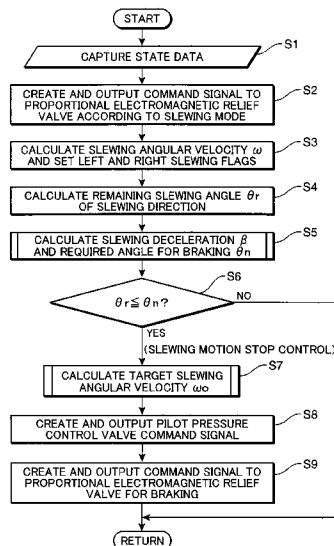 START
S1
CAPTURE STATE DATA
S2
CREATE AND OUTPUT COMMAND SIGNAL TO
PROPORTIONAL ELECTROMAGNETIC RELIEF
VALVE ACCORDING TO SLEWING MODE
S3
CALCULATE SLEWING ANGULAR VELOCITY ω
AND SET LEFT AND RIGHT SLEWING FLAGS
S4
CALCULATE REMAINING SLEWING ANGLE θr
OF SLEWING DIRECTION
S5
CALCULATE SLEWING DECELERATION β
AND REQUIRED ANGLE FOR BRAKING θn
S6
θr≦θn?
NO
YES
(SLEWING MOTION STOP CONTROL)
S7
CALCULATE TARGET SLEWING
ANGULAR VELOCITY ωo
S8
CREATE AND OUTPUT PILOT PRESSURE
CONTROL VALVE COMMAND SIGNAL
S9
CREATE AND OUTPUT COMMAND SIGNAL TO
PROPORTIONAL ELECTROMAGNETIC RELIEF
VALVE FOR BRAKING
RETURN